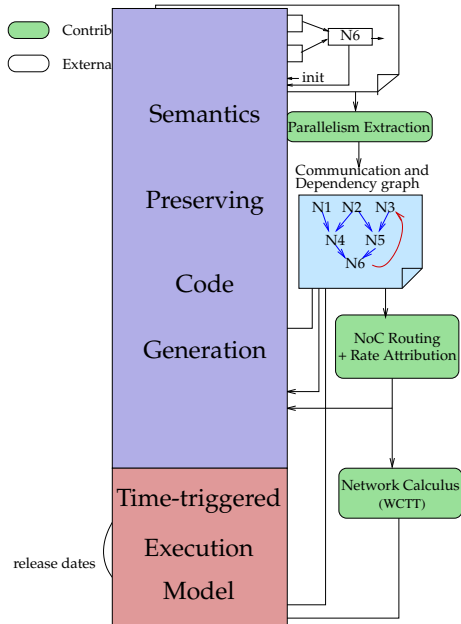 Contrib
Externa
N6
init
Semantics
Parallelism Extraction
Communication and
Dependency graph
Preserving
N1 N2 N3
N4 N5
N6
Code
NoC Routing
+ Rate Attribution
Generation
Network Calculus
(WCTT)
Time-triggered
Execution
release dates
Model